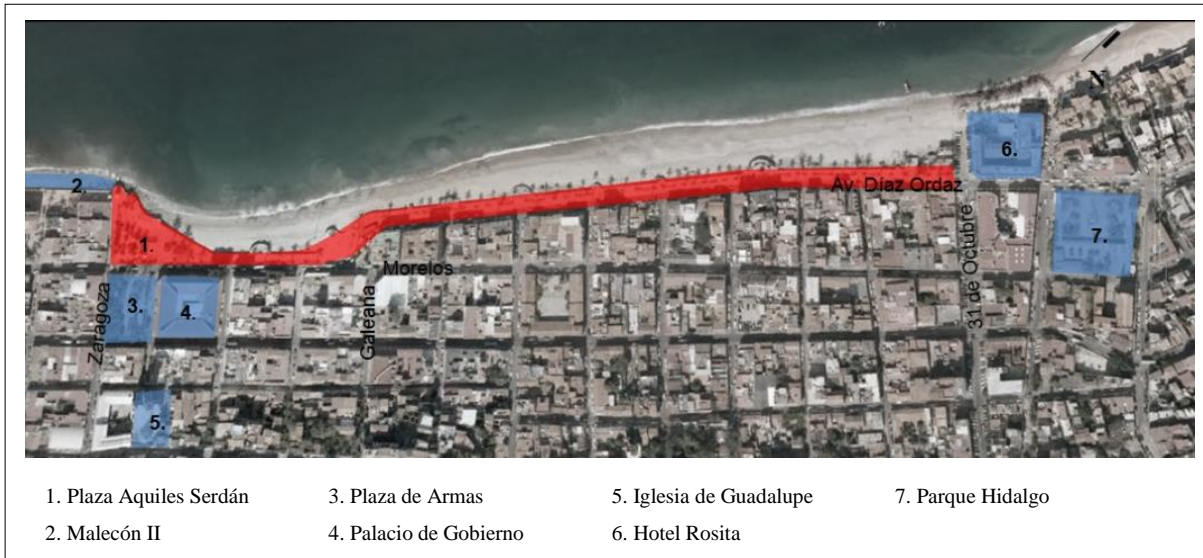 N
6.
2.
Av. Díaz Ordaz
7.
1.
Morelos
31 de Octubre
3.
4.
Zaragoza
Galeana
5.
1. Plaza Aquiles Serdán
3. Plaza de Armas
5. Iglesia de Guadalupe
7. Parque Hidalgo
2. Malecón II
4. Palacio de Gobierno
6. Hotel Rosita